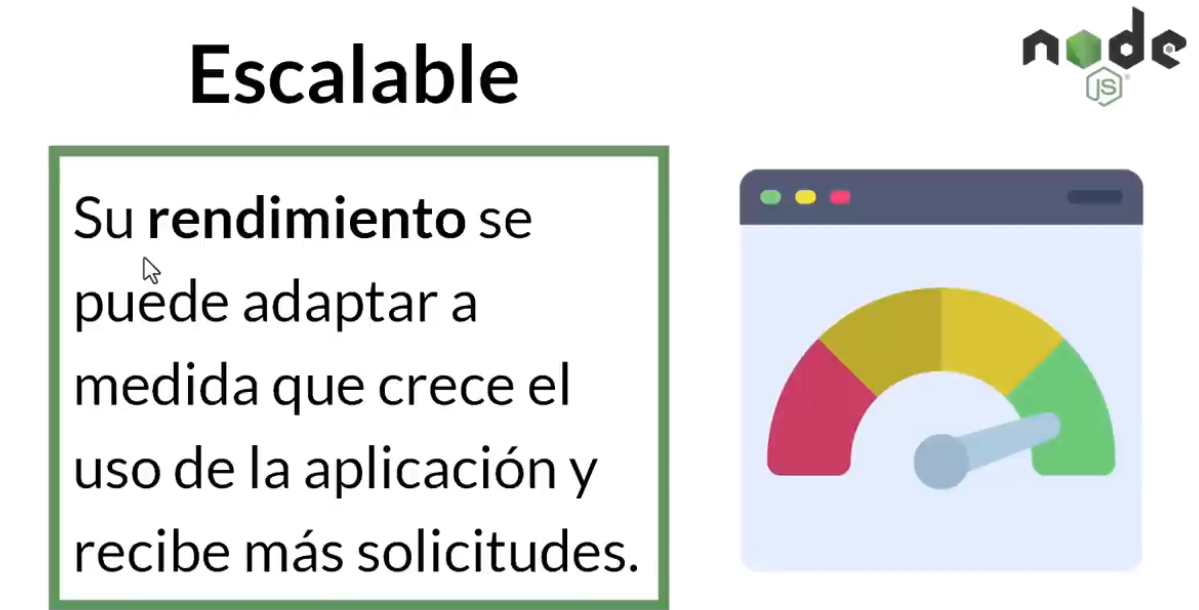 Escalable
node
JS
Su rendimiento se
puede adaptar a
medida que crece el
uso de la aplicación y
recibe más solicitudes.